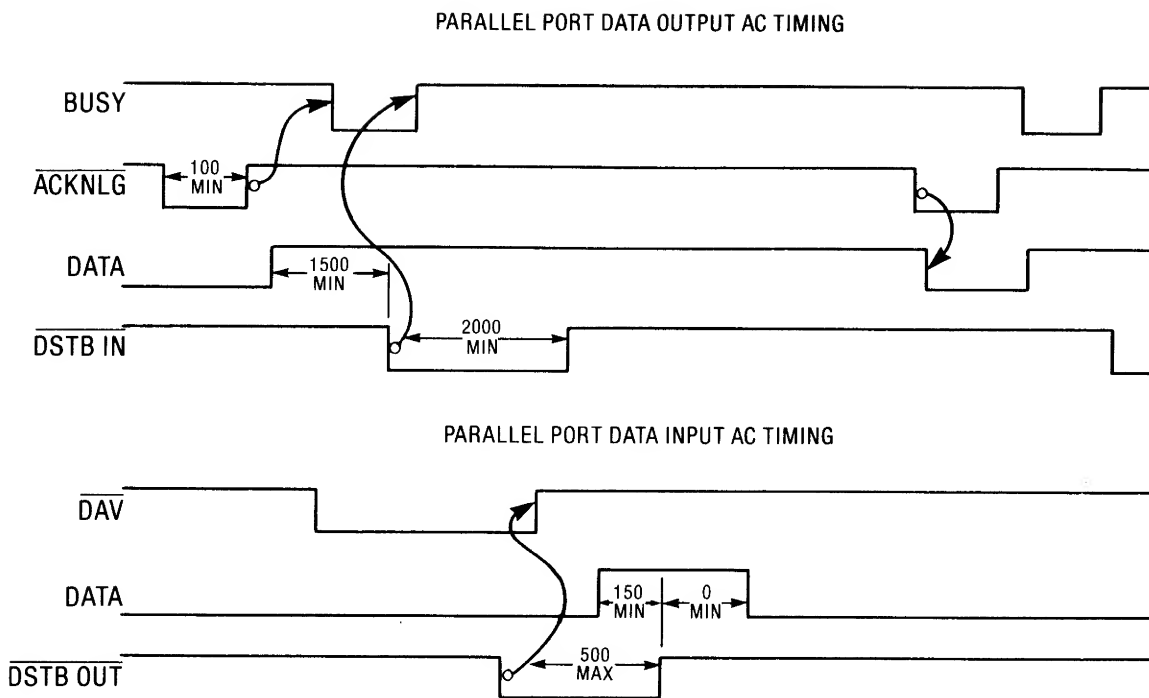 PARALLEL PORT DATA OUTPUT AC TIMING
BUSY
ACKNLG
100
MIN
DATA
1500
MIN
DSTB IN
2000
MIN
PARALLEL PORT DATA INPUT AC TIMING
DAV
DATA
150
MIN
0
MIN
DSTB OUT
500
MAX